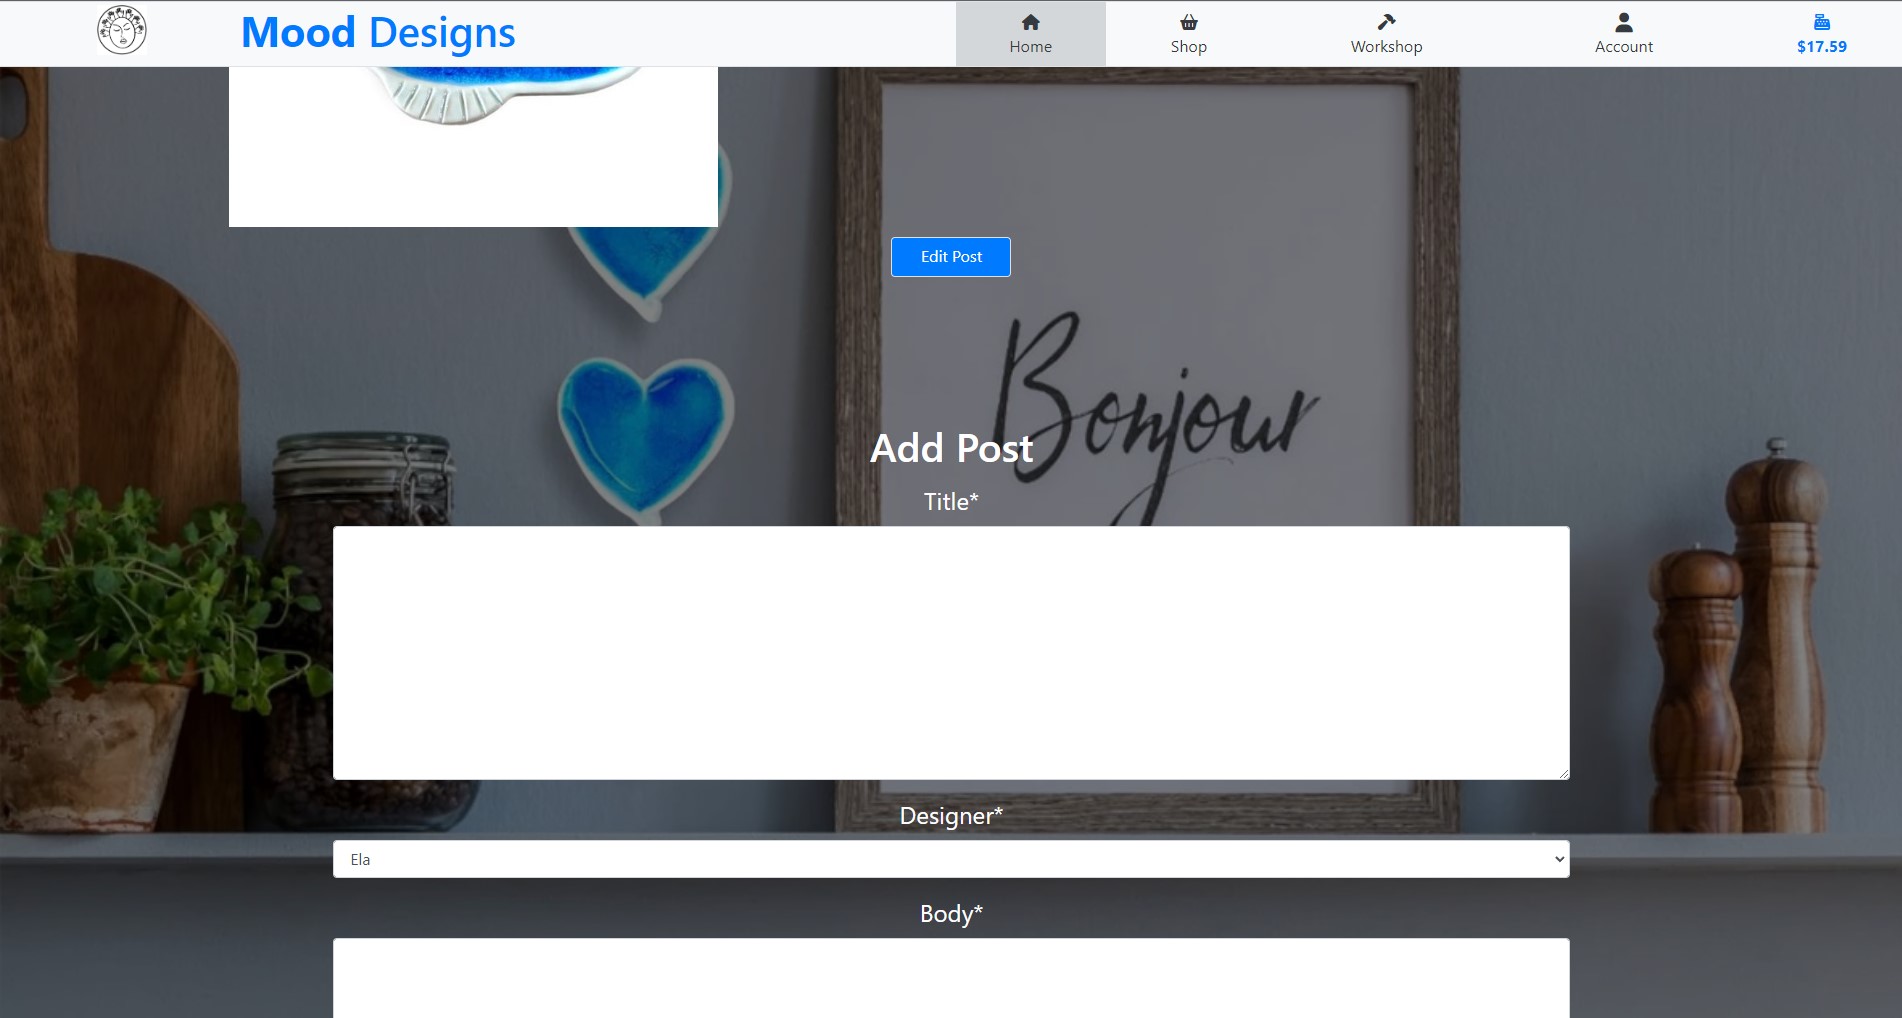 Mood Designs
Home
Shop
Workshop
Account
$17.59
Edit Post
Bonjour
Add Post
Title*
Designer*
Ela
Body*